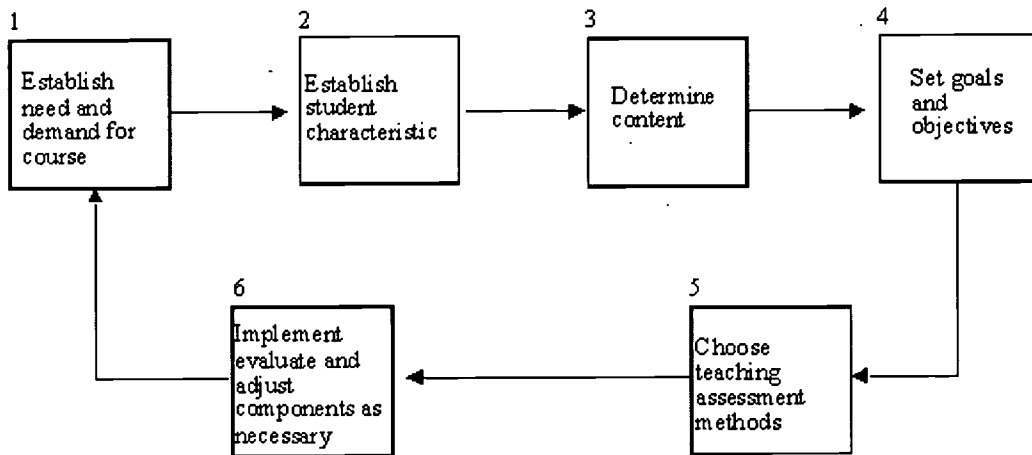 1
Establish
need and
demand for
course
2
Establish
student
characteristic
3
Determine
content
4
Set goals
and
objectives
5
Choose
teaching
assessment
methods
6
Implement
evaluate and
adjust
components as
necessary